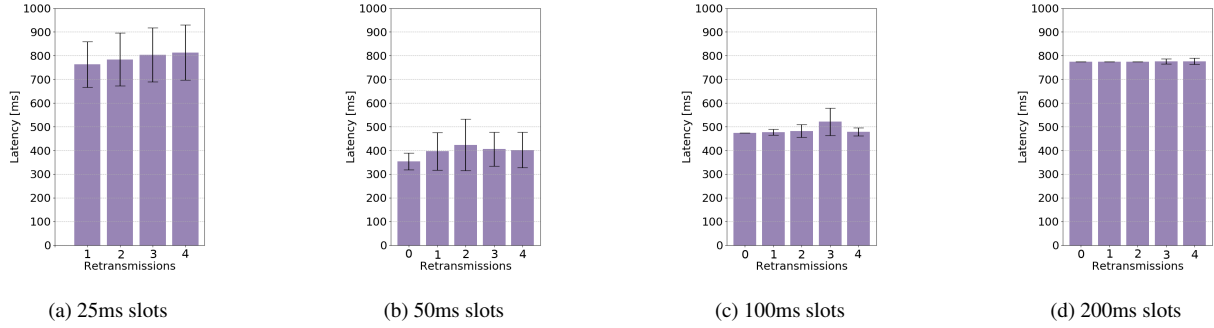 1000
900
800
700
600
500
400
300
200
100
0
Latency [ms]
1 2 3 4
Retransmissions
(a) 25ms slots
1000
900
800
700
600
500
400
300
200
100
0
Latency [ms]
0 1 2 3 4
Retransmissions
(b) 50ms slots
1000
900
800
700
600
500
400
300
200
100
0
Latency [ms]
0 1 2 3 4
Retransmissions
(c) 100ms slots
1000
900
800
700
600
500
400
300
200
100
0
Latency [ms]
0 1 2 3 4
Retransmissions
(d) 200ms slots